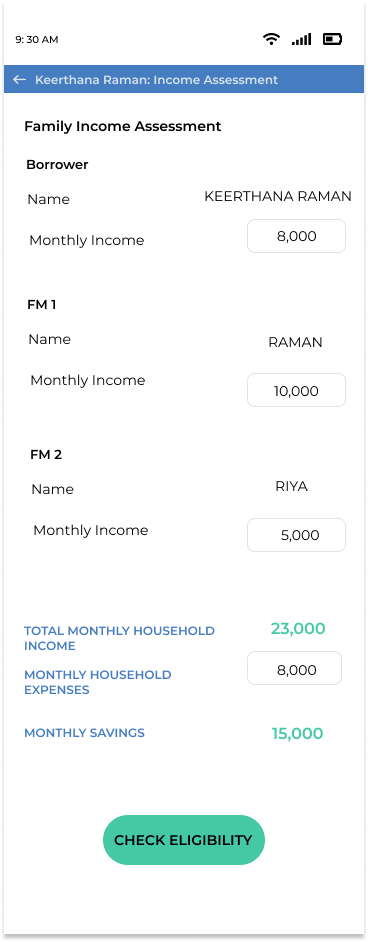 9: 30 AM
Keerthana Raman: Income Assessment
Family Income Assessment
Borrower
Name KEERTHANA RAMAN
Monthly Income 8,000
FM 1
Name RAMAN
Monthly Income 10,000
FM 2
Name RIYA
Monthly Income 5,000
TOTAL MONTHLY HOUSEHOLD 23,000
INCOME
MONTHLY HOUSEHOLD 8,000
EXPENSES
MONTHLY SAVINGS 15,000
CHECK ELIGIBILITY